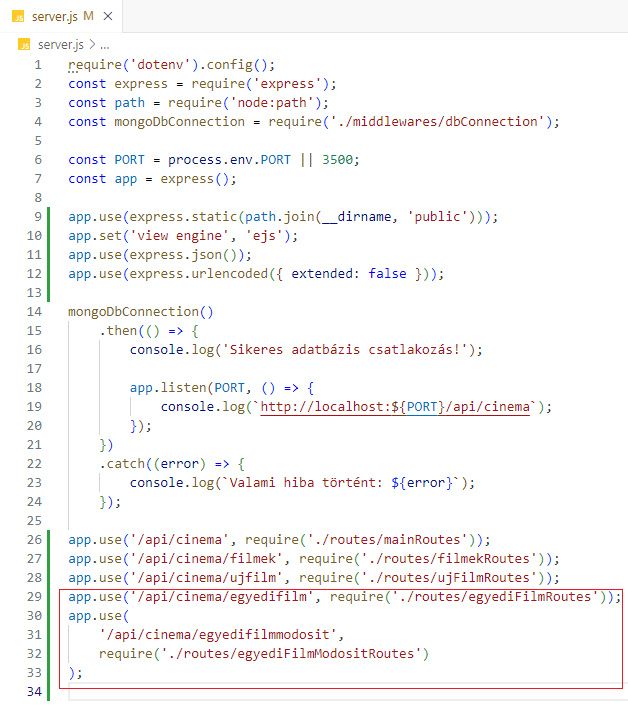 JS server.js M ×
JS server.js > ...
1 require('dotenv').config();
2 const express = require('express');
3 const path = require('node:path');
4 const mongoDbConnection = require('./middlewares/dbConnection');
5
6 const PORT = process.env.PORT || 3500;
7 const app = express();
8
9 app.use(express.static(path.join(__dirname, 'public')));
10 app.set('view engine', 'ejs');
11 app.use(express.json());
12 app.use(express.urlencoded({ extended: false }));
13
14 mongoDbConnection()
15     .then(() => {
16         console.log('Sikeres adatbázis csatlakozás!');
17
18         app.listen(PORT, () => {
19             console.log(`http://localhost:${PORT}/api/cinema`);
20         });
21     })
22     .catch((error) => {
23         console.log(`Valami hiba történt: ${error}`);
24     });
25
26 app.use('/api/cinema', require('./routes/mainRoutes'));
27 app.use('/api/cinema/filmek', require('./routes/filmekRoutes'));
28 app.use('/api/cinema/ujfilm', require('./routes/ujFilmRoutes'));
29 app.use('/api/cinema/egyedifilm', require('./routes/egyediFilmRoutes'));
30 app.use(
31     '/api/cinema/egyedifilmmodosit',
32     require('./routes/egyediFilmModositRoutes')
33 );
34